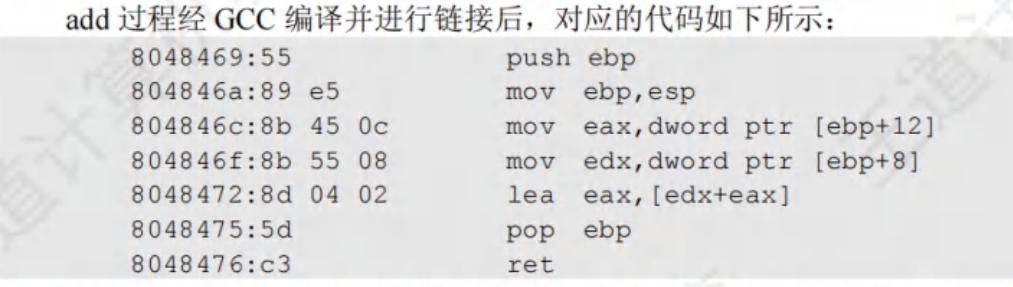 add 过程经 GCC 编译并进行链接后，对应的代码如下所示：
8048469:55 push ebp
804846a:89 e5 mov ebp,esp
804846c:8b 45 0c mov eax,dword ptr [ebp+12]
804846f:8b 55 08 mov edx,dword ptr [ebp+8]
8048472:8d 04 02 lea eax,[edx+eax]
8048475:5d pop ebp
8048476:c3 ret